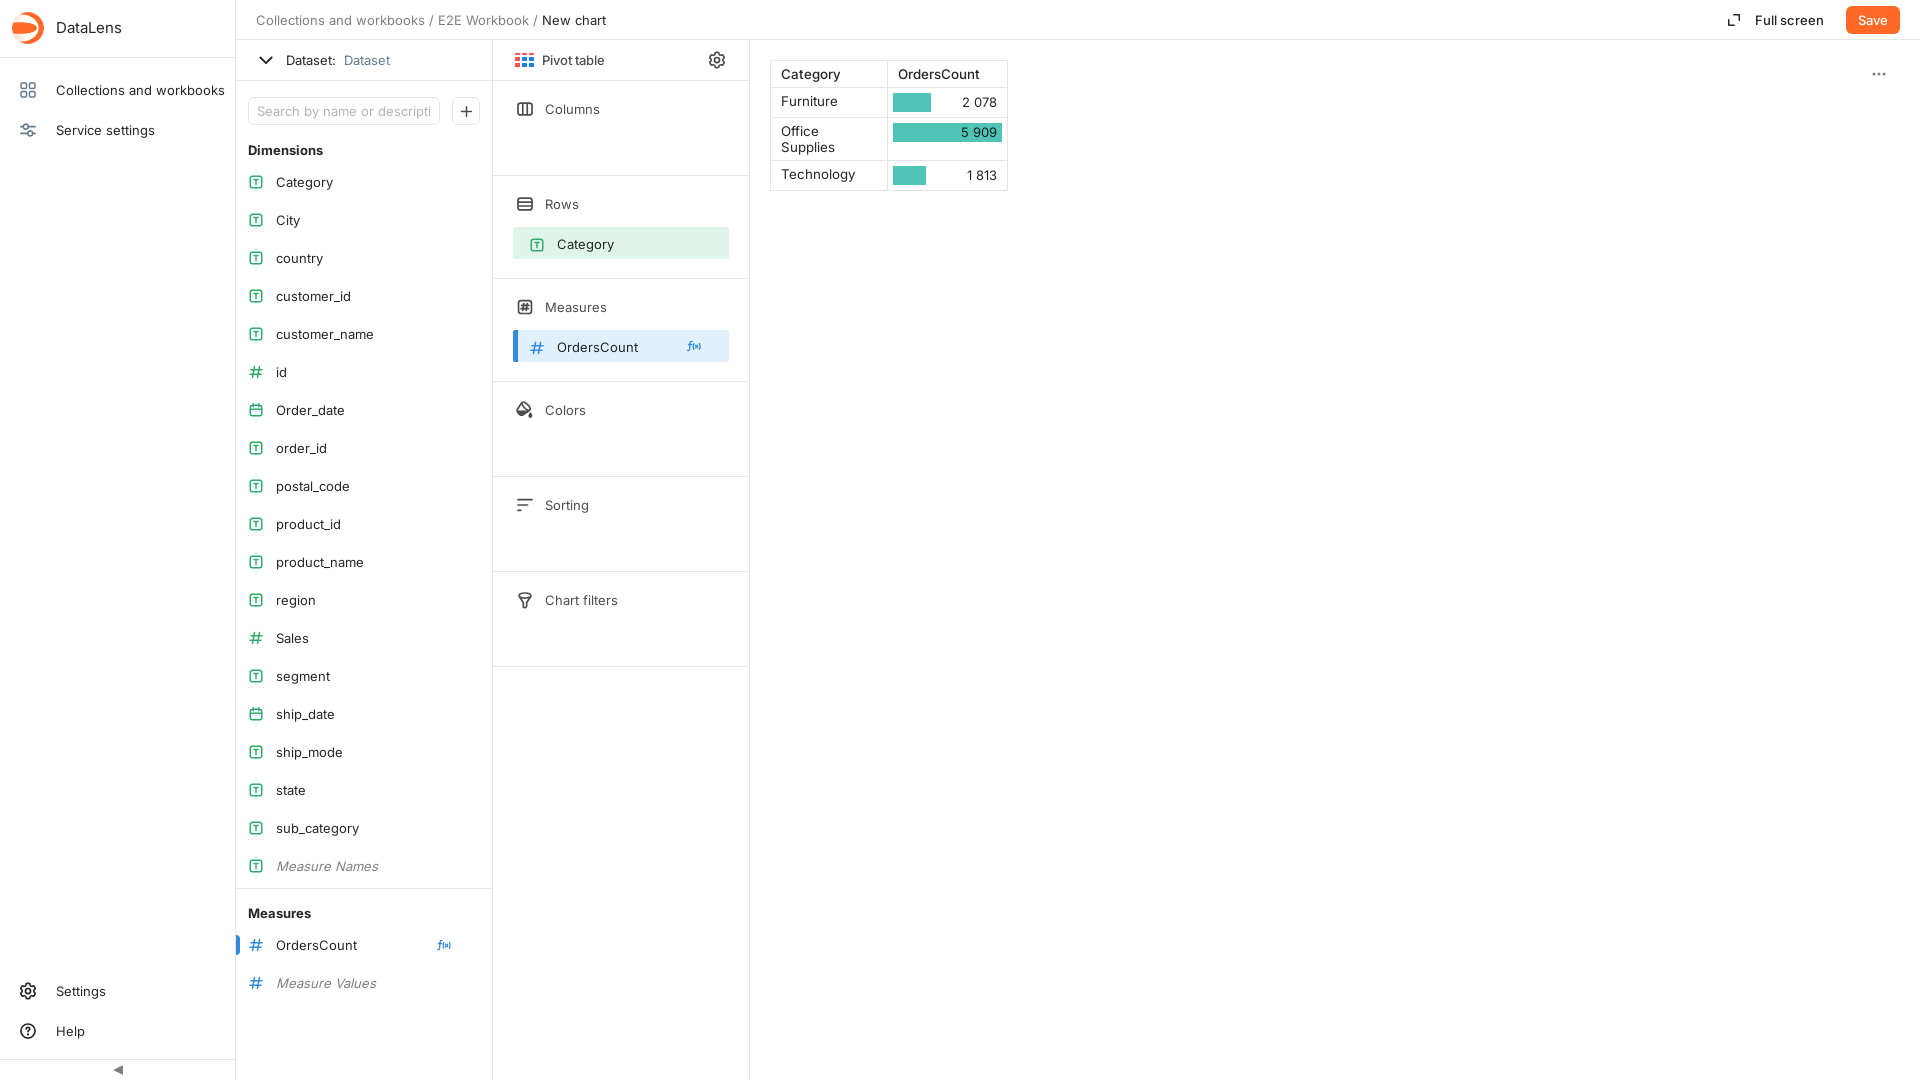 DataLens
Collections and workbooks
Service settings
Settings
Help
Collections and workbooks / E2E Workbook / New chart
Full screen
Save
Dataset: Dataset
Search by name or descripti
Dimensions
Category
City
country
customer_id
customer_name
id
Order_date
order_id
postal_code
product_id
product_name
region
Sales
segment
ship_date
ship_mode
state
sub_category
Measure Names
Measures
OrdersCount
Measure Values
Pivot table
Columns
Rows
Category
Measures
OrdersCount
Colors
Sorting
Chart filters
Category OrdersCount
Furniture 2 078
Office Supplies 5 909
Technology 1 813